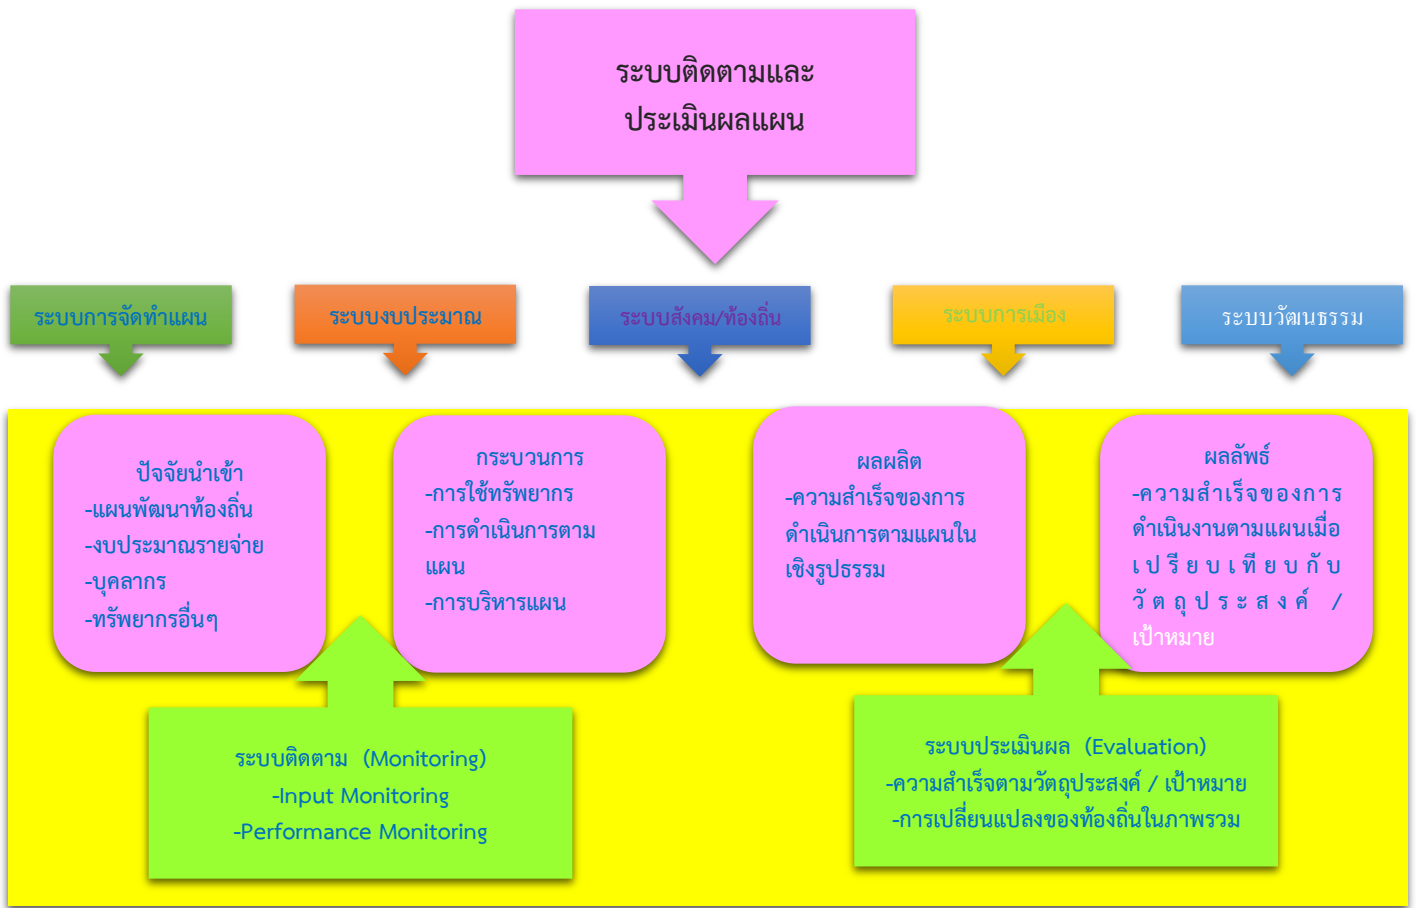 ระบบติดตามและ
ประเมินผลแผน
ระบบการจัดทำแผน
ระบบงบประมาณ
ระบบสังคม/ท้องถิ่น
ระบบการเมือง
ระบบวัฒนธรรม
ปัจจัยนำเข้า
-แผนพัฒนาท้องถิ่น
-งบประมาณรายจ่าย
-บุคลากร
-ทรัพยากรอื่นๆ
กระบวนการ
-การใช้ทรัพยากร
-การดำเนินการตาม
แผน
-การบริหารแผน
ผลผลิต
-ความสำเร็จของการ
ดำเนินการตามแผนใน
เชิงรูปธรรม
ผลลัพธ์
-ความสำเร็จของการ
ดำเนินงานตามแผนเมื่อ
เปรียบเทียบกับ
วัตถุประสงค์ /
เป้าหมาย
ระบบติดตาม (Monitoring)
-Input Monitoring
-Performance Monitoring
ระบบประเมินผล (Evaluation)
-ความสำเร็จตามวัตถุประสงค์ / เป้าหมาย
-การเปลี่ยนแปลงของท้องถิ่นในภาพรวม